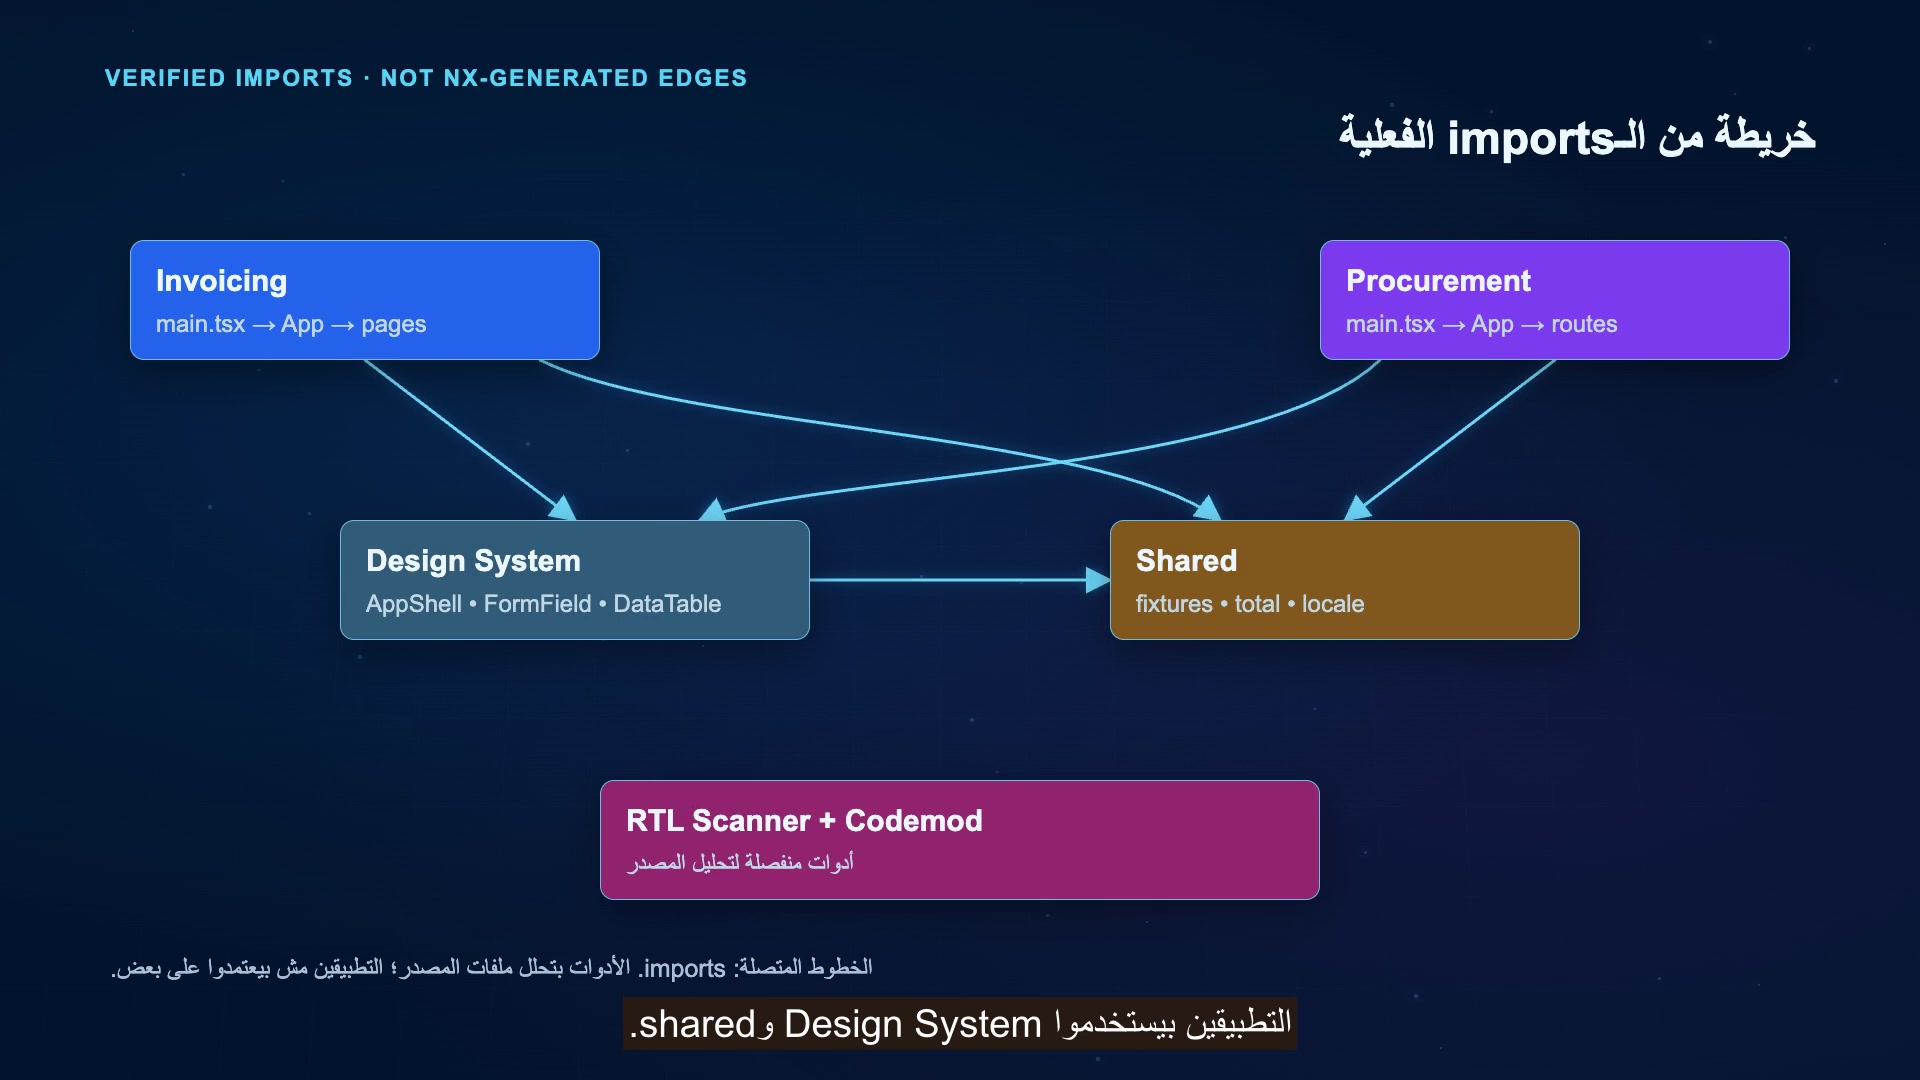 VERIFIED IMPORTS · NOT NX-GENERATED EDGES
خريطة من الـimports الفعلية
Invoicing
main.tsx → App → pages
Procurement
main.tsx → App → routes
Design System
AppShell • FormField • DataTable
Shared
fixtures • total • locale
RTL Scanner + Codemod
أدوات منفصلة لتحليل المصدر
الخطوط المتصلة: imports. الأدوات بتحلل ملفات المصدر؛ التطبيقين مش بيعتمدوا على بعض.
التطبيقين بيستخدموا Design System وshared.